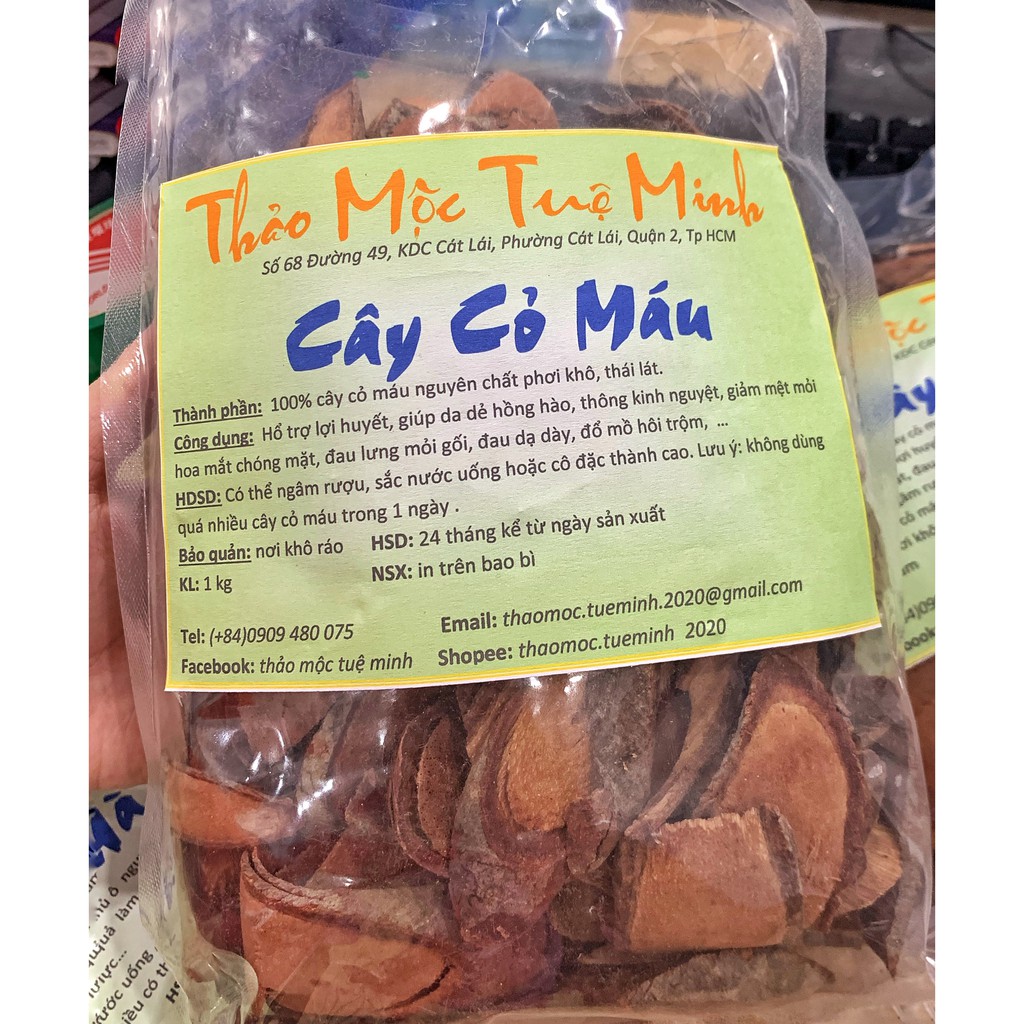 Thảo Mộc Tuệ Minh
Số 68 Đường 49, KDC Cát Lái, Phường Cát Lái, Quận 2, Tp HCM
Cây Cỏ Máu
Thành phần: 100% cây cỏ máu nguyên chất phơi khô, thái lát.
Công dụng: Hổ trợ lợi huyết, giúp da dẻ hồng hào, thông kinh nguyệt, giảm mệt mỏi
hoa mắt chóng mặt, đau lưng mỏi gối, đau dạ dày, đổ mồ hôi trộm, ...
HDSD: Có thể ngâm rượu, sắc nước uống hoặc cô đặc thành cao. Lưu ý: không dùng
quá nhiều cây cỏ máu trong 1 ngày .
Bảo quản: nơi khô ráo
HSD: 24 tháng kể từ ngày sản xuất
KL: 1 kg
NSX: in trên bao bì
Tel: (+84)0909 480 075
Email: thaomoc.tueminh.2020@gmail.com
Facebook: thảo mộc tuệ minh
Shopee: thaomoc.tueminh 2020